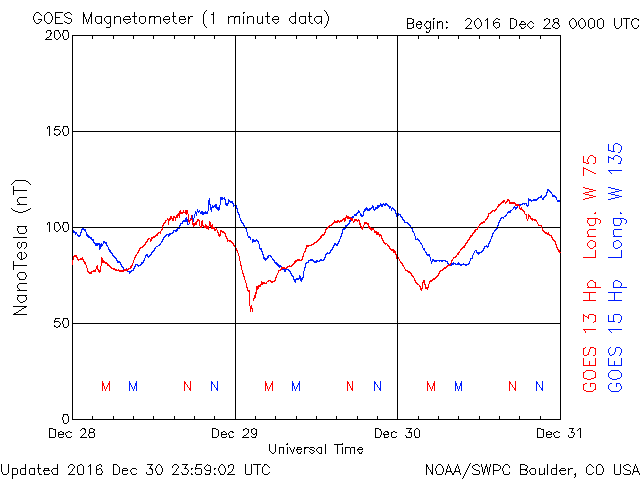 GOES Magnetometer (1 minute data)
Begin: 2016 Dec 28 0000 UTC
200
150
100
50
0
NanoTesla (nT)
M M N N M M N N M M N N
Dec 28 Dec 29 Dec 30 Dec 31
Universal Time
GOES 13 Hp Long. W 75
GOES 15 Hp Long. W 135
Updated 2016 Dec 30 23:59:02 UTC
NOAA/SWPC Boulder, CO USA